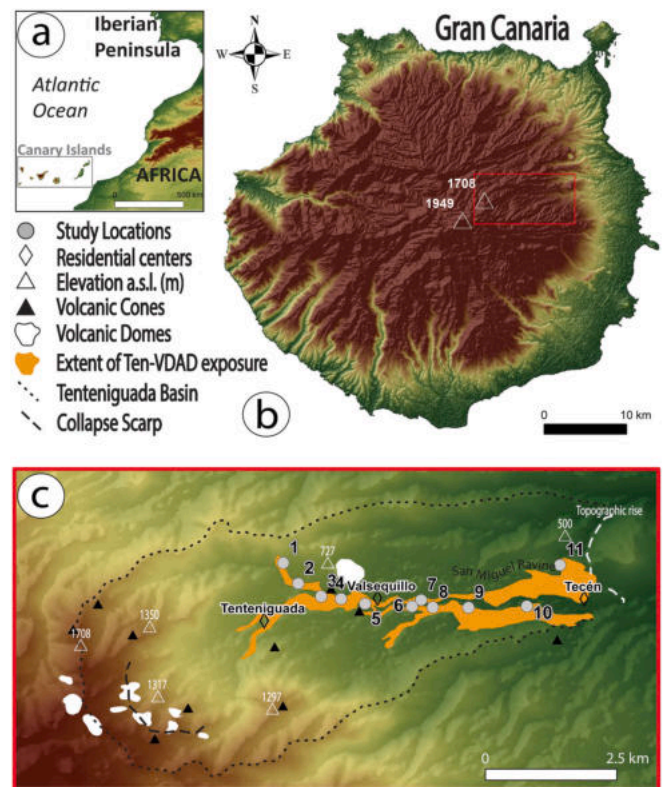 a
Iberian
Peninsula
Atlantic
Ocean
Canary Islands
AFRICA
0 500 km
N
W E
S
Gran Canaria
1708
1949
Study Locations
Residential centers
Elevation a.s.l. (m)
Volcanic Cones
Volcanic Domes
Extent of Ten-VDAD exposure
Tenteniguada Basin
Collapse Scarp
b
0 10 km
c
Topographic rise
500
1
727
11
2
San Miguel Ravine
3
4
Valsequillo
7
Tecén
Tenteniguada
5
6
8
9
10
1350
1708
1317
1297
0 2.5 km